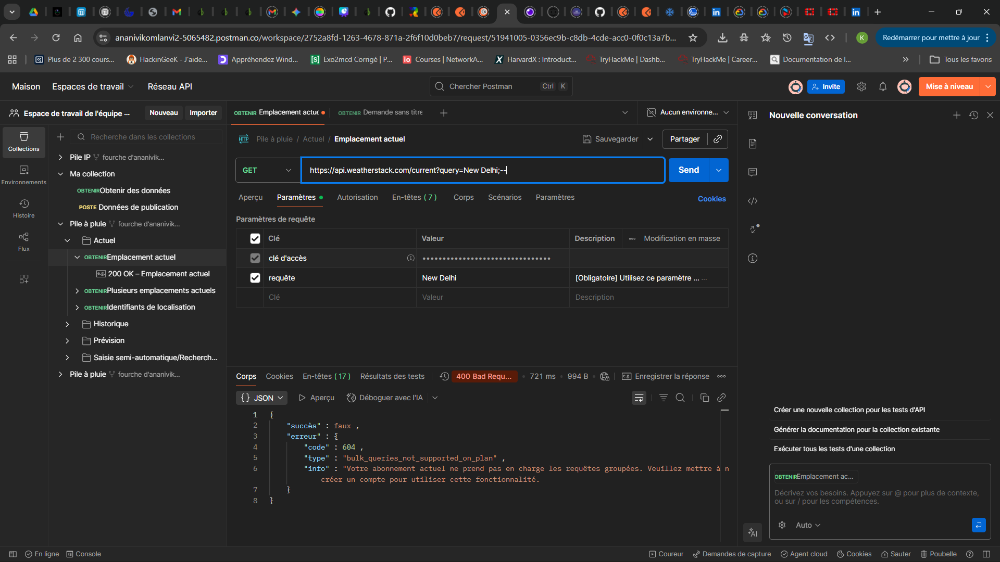 ananivikomlanvi2-5065482.postman.co/workspace/2752a8fd-1263-4678-871a-2f6f10d0beb7/request/51941005-0356ec9b-c8db-4cde-acc0-0f0c13a7b...
K
Redémarrer pour mettre à jour
Plus de 2 300 cours...
HackinGeeK - J'aide...
Appréhendez Wind...
Exo2mcd Corrigé | P...
Courses | NetworkA...
HarvardX : Introduct...
TryHackMe | Dashb...
TryHackMe | Career...
Documentation de l...
Tous les favoris
Maison
Espaces de travail
Réseau API
Chercher Postman
Ctrl K
Invite
Mise à niveau
Espace de travail de l'équipe ...
Nouveau
Importer
OBTENIR Emplacement actue
OBTENIR Demande sans titre
Aucun environne...
Nouvelle conversation
Collections
Environnements
Histoire
Flux
Recherche dans les collections
Pile IP fourche d'ananivik...
Ma collection
OBTENIR Obtenir des données
POSTE Données de publication
Pile à pluie fourche d'ananivik...
Actuel
OBTENIR Emplacement actuel
e.g. 200 OK – Emplacement actuel
OBTENIR Plusieurs emplacements actuels
OBTENIR Identifiants de localisation
Historique
Prévision
Saisie semi-automatique/Recherch...
Pile à pluie fourche d'ananivik...
HTTP Pile à pluie / Actuel / Emplacement actuel
Sauvegarder
Partager
GET
https://api.weatherstack.com/current?query=New Delhi;--
Send
Aperçu
Paramètres
Autorisation
En-têtes ( 7 )
Corps
Scénarios
Paramètres
Cookies
Paramètres de requête
Clé Valeur Description Modification en masse
clé d'accès ••••••••••••••••••••••••••••••••
requête New Delhi [Obligatoire] Utilisez ce paramètre ... ...
Clé Valeur Description
Corps
Cookies
En-têtes ( 17 )
Résultats des tests
400 Bad Requ...
721 ms
994 B
e.g. Enregistrer la réponse
{} JSON
Aperçu
Déboguer avec l'IA
1 {
2 "succès" : faux ,
3 "erreur" : {
4 "code" : 604 ,
5 "type" : "bulk_queries_not_supported_on_plan" ,
6 "info" : "Votre abonnement actuel ne prend pas en charge les requêtes groupées. Veuillez mettre à n
créer un compte pour utiliser cette fonctionnalité.
7 }
8 }
Créer une nouvelle collection pour les tests d'API
Générer la documentation pour la collection existante
Exécuter tous les tests d'une collection
OBTENIR Emplacement ac...
Décrivez vos besoins. Appuyez sur @ pour plus de contexte,
ou sur / pour les compétences.
Auto
AI
En ligne
Console
Coureur
Demandes de capture
Agent cloud
Cookies
Sauter
Poubelle